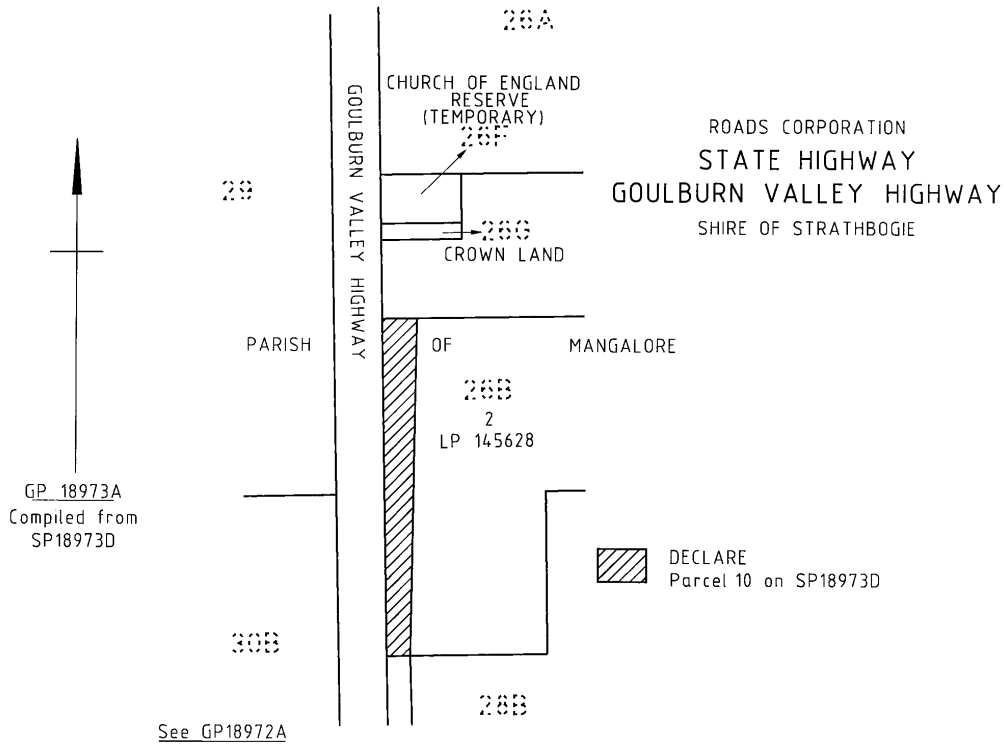 26A
CHURCH OF ENGLAND
RESERVE
(TEMPORARY)
26F
GOULBURN VALLEY HIGHWAY
ROADS CORPORATION
STATE HIGHWAY
GOULBURN VALLEY HIGHWAY
SHIRE OF STRATHBOGIE
29
26G
CROWN LAND
PARISH OF MANGALORE
26B
2
LP 145628
GP 18973A
Compiled from
SP18973D
DECLARE
Parcel 10 on SP18973D
30B
28B
See GP18972A